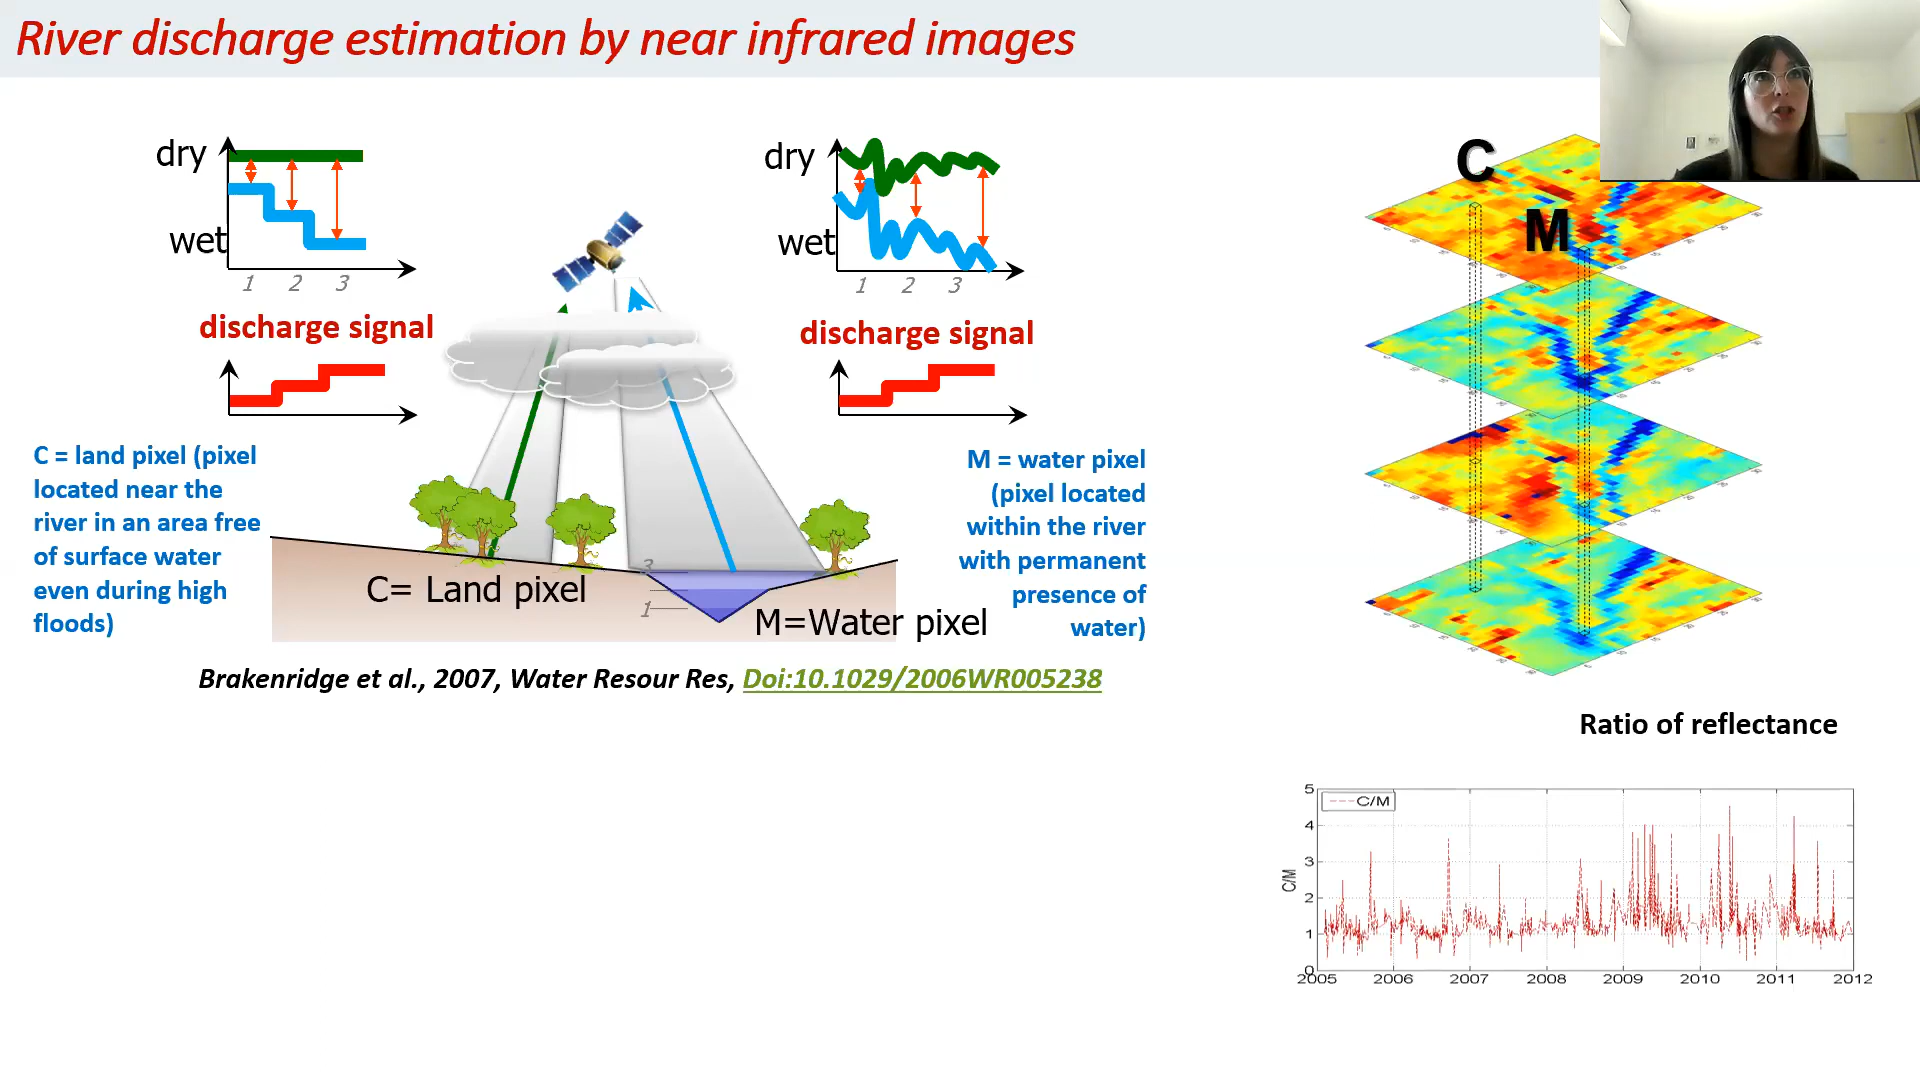 River discharge estimation by near infrared images
dry
wet
1 2 3
discharge signal
dry
wet
1 2 3
discharge signal
C = land pixel (pixel
located near the
river in an area free
of surface water
even during high
floods)
M = water pixel
(pixel located
within the river
with permanent
presence of
water)
3
1
C= Land pixel
M=Water pixel
Brakenridge et al., 2007, Water Resour Res, Doi:10.1029/2006WR005238
C
M
Ratio of reflectance
C/M
C/M
5
4
3
2
1
0
2005 2006 2007 2008 2009 2010 2011 2012